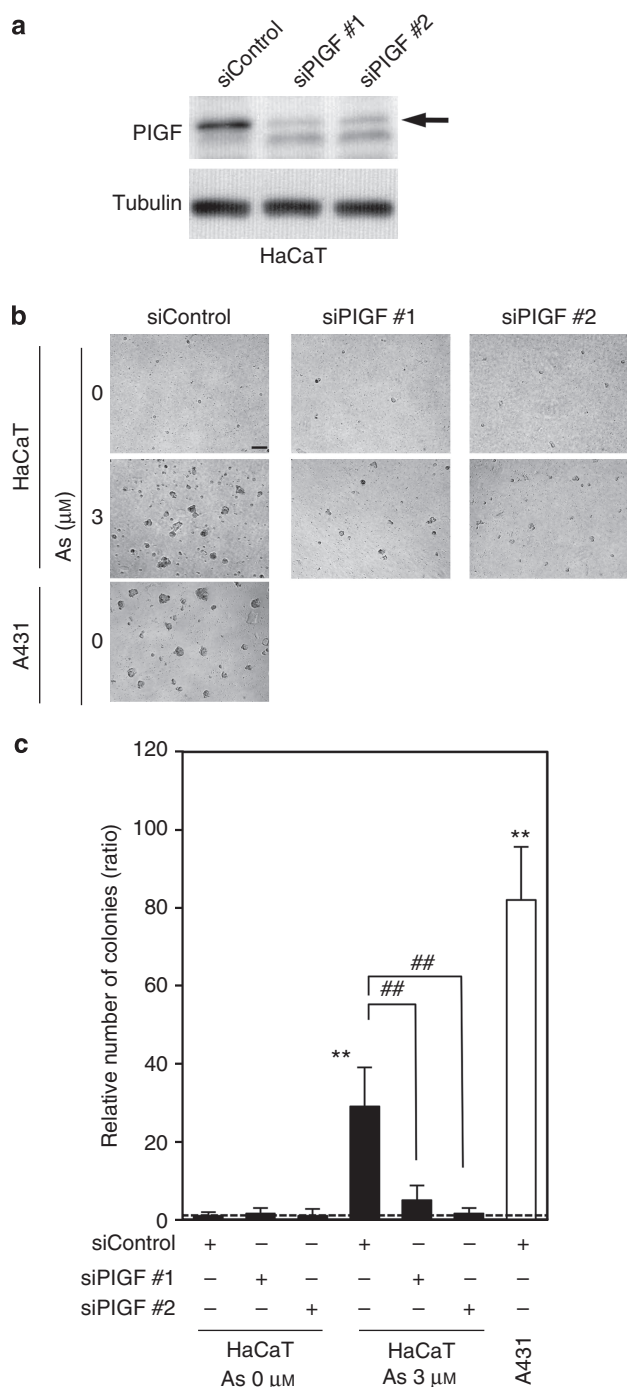 a
siControl
siPIGF #1
siPIGF #2
PIGF
Tubulin
HaCaT
b
siControl siPIGF #1 siPIGF #2
HaCaT
A431
As (μM)
0
3
0
c
Relative number of colonies (ratio)
120
100
80
60
40
20
0
**
##
##
**
siControl + – – + – – +
siPIGF #1 – + – – + – –
siPIGF #2 – – + – – + –
HaCaT
As 0 μM
HaCaT
As 3 μM
A431